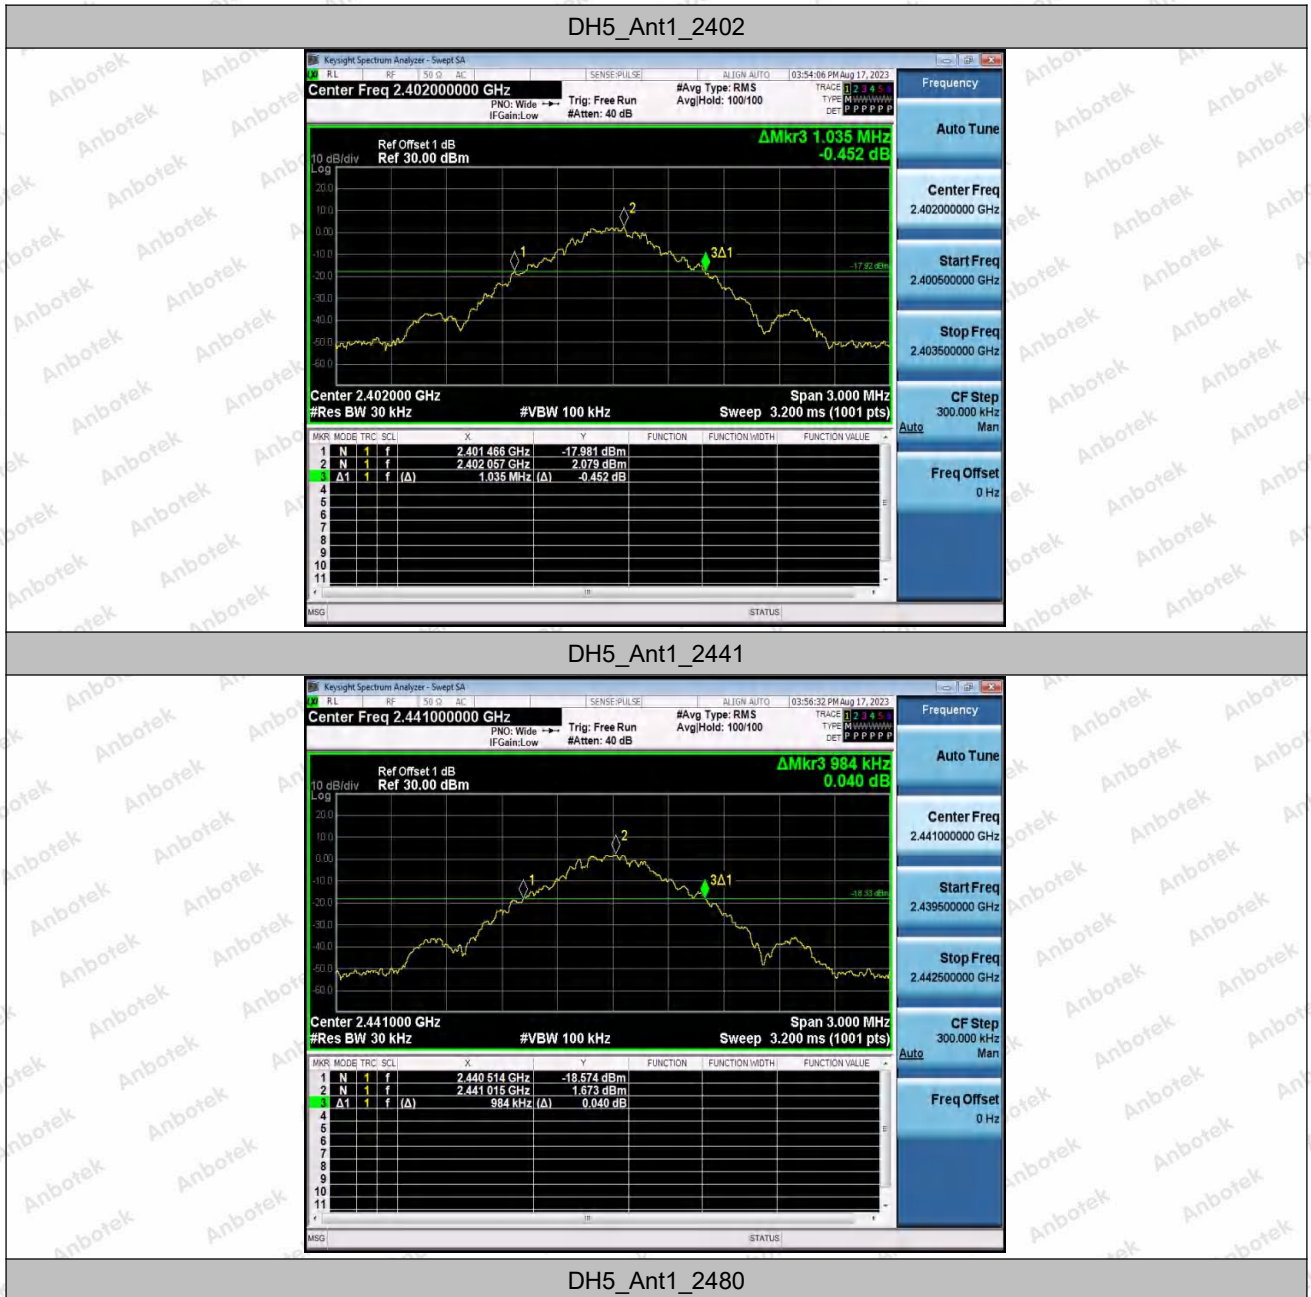 DH5_Ant1_2402
Keysight Spectrum Analyzer - Swept SA
RL RF 50 Ω AC SENSE:PULSE ALIGN AUTO 03:54:06 PM Aug 17, 2023
Center Freq 2.402000000 GHz
PNO: Wide
IFGain:Low
Trig: Free Run
#Atten: 40 dB
#Avg Type: RMS
Avg|Hold: 100/100
TRACE 1 2 3 4 5 6
TYPE M W W W W W
DET P P P P P P
Frequency
Auto Tune
Center Freq
2.402000000 GHz
Start Freq
2.400500000 GHz
Stop Freq
2.403500000 GHz
CF Step
300.000 kHz
Auto Man
Freq Offset
0 Hz
ΔMkr3 1.035 MHz
-0.452 dB
Ref Offset 1 dB
10 dB/div Ref 30.00 dBm
Log
20.0
10.0
0.00
-10.0
-20.0
-30.0
-40.0
-50.0
-60.0
1
2
3Δ1
-17.92 dBm
Center 2.402000 GHz Span 3.000 MHz
#Res BW 30 kHz #VBW 100 kHz Sweep 3.200 ms (1001 pts)
MKR MODE TRC SCL X Y FUNCTION FUNCTION WIDTH FUNCTION VALUE
1 N 1 f 2.401 466 GHz -17.981 dBm
2 N 1 f 2.402 057 GHz 2.079 dBm
3 Δ1 1 f (Δ) 1.035 MHz (Δ) -0.452 dB
4
5
6
7
8
9
10
11
MSG STATUS
DH5_Ant1_2441
Keysight Spectrum Analyzer - Swept SA
RL RF 50 Ω AC SENSE:PULSE ALIGN AUTO 03:56:32 PM Aug 17, 2023
Center Freq 2.441000000 GHz
PNO: Wide
IFGain:Low
Trig: Free Run
#Atten: 40 dB
#Avg Type: RMS
Avg|Hold: 100/100
TRACE 1 2 3 4 5 6
TYPE M W W W W W
DET P P P P P P
Frequency
Auto Tune
Center Freq
2.441000000 GHz
Start Freq
2.439500000 GHz
Stop Freq
2.442500000 GHz
CF Step
300.000 kHz
Auto Man
Freq Offset
0 Hz
ΔMkr3 984 kHz
0.040 dB
Ref Offset 1 dB
10 dB/div Ref 30.00 dBm
Log
20.0
10.0
0.00
-10.0
-20.0
-30.0
-40.0
-50.0
-60.0
1
2
3Δ1
-18.33 dBm
Center 2.441000 GHz Span 3.000 MHz
#Res BW 30 kHz #VBW 100 kHz Sweep 3.200 ms (1001 pts)
MKR MODE TRC SCL X Y FUNCTION FUNCTION WIDTH FUNCTION VALUE
1 N 1 f 2.440 514 GHz -18.574 dBm
2 N 1 f 2.441 015 GHz 1.673 dBm
3 Δ1 1 f (Δ) 984 kHz (Δ) 0.040 dB
4
5
6
7
8
9
10
11
MSG STATUS
DH5_Ant1_2480